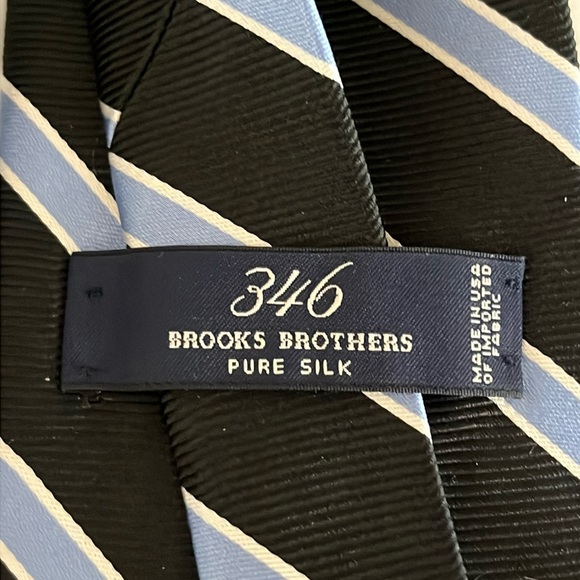 346
BROOKS BROTHERS
PURE SILK
MADE IN USA
OF IMPORTED
FABRIC